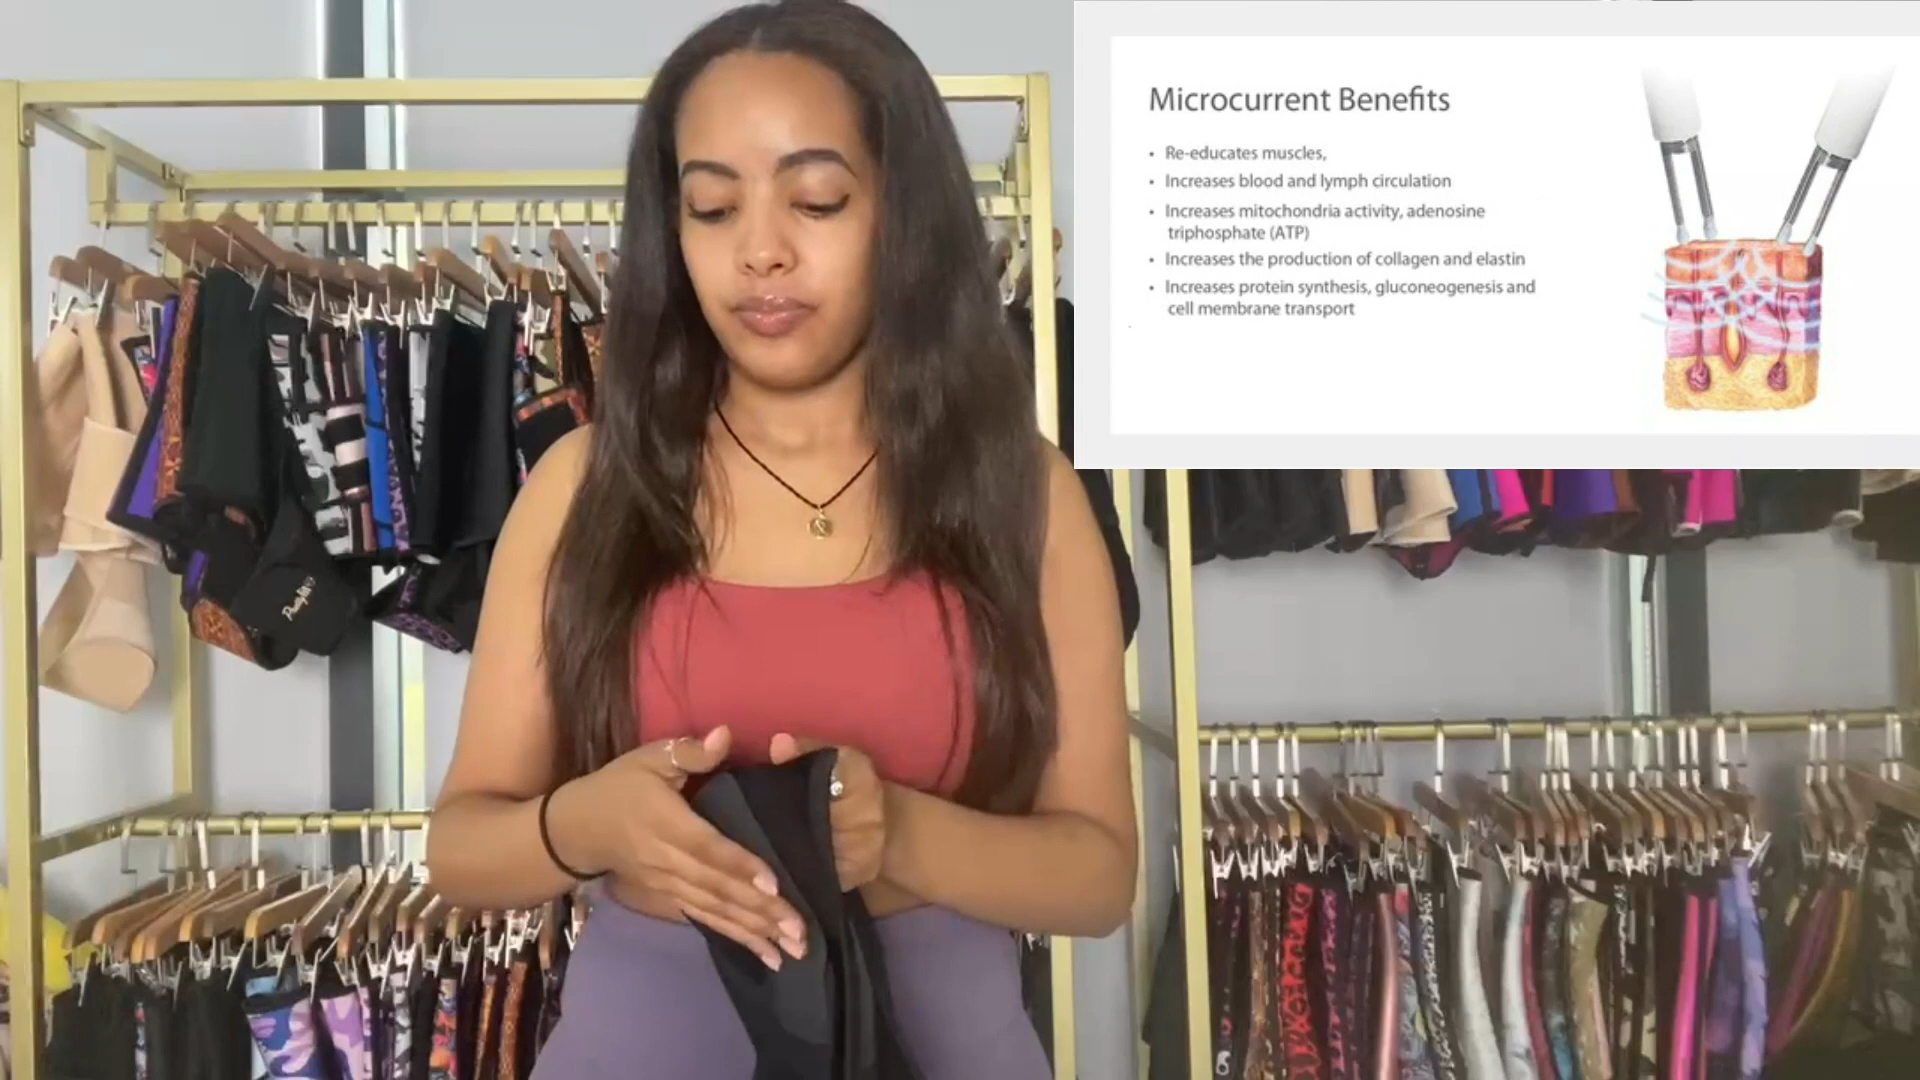 Microcurrent Benefits
• Re-educates muscles,
• Increases blood and lymph circulation
• Increases mitochondria activity, adenosine
triphosphate (ATP)
• Increases the production of collagen and elastin
• Increases protein synthesis, gluconeogenesis and
cell membrane transport